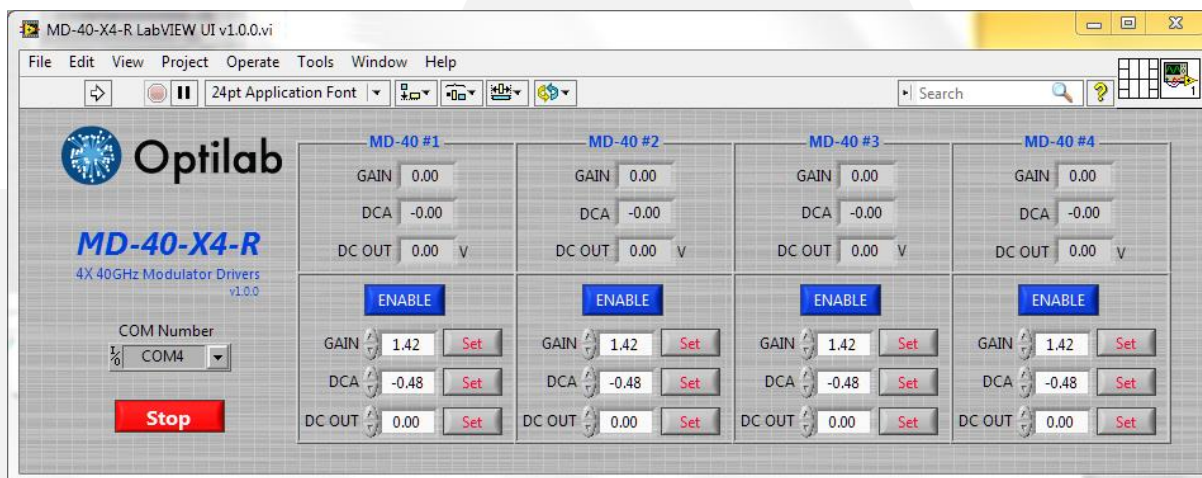 MD-40-X4-R LabVIEW UI v1.0.0.vi
File Edit View Project Operate Tools Window Help
24pt Application Font Search
1
Optilab
MD-40-X4-R
4X 40GHz Modulator Drivers
v1.0.0
COM Number
I/O COM4
Stop
MD-40 #1 MD-40 #2 MD-40 #3 MD-40 #4
GAIN 0.00 GAIN 0.00 GAIN 0.00 GAIN 0.00
DCA -0.00 DCA -0.00 DCA -0.00 DCA -0.00
DC OUT 0.00 V DC OUT 0.00 V DC OUT 0.00 V DC OUT 0.00 V
ENABLE ENABLE ENABLE ENABLE
GAIN 1.42 Set GAIN 1.42 Set GAIN 1.42 Set GAIN 1.42 Set
DCA -0.48 Set DCA -0.48 Set DCA -0.48 Set DCA -0.48 Set
DC OUT 0.00 Set DC OUT 0.00 Set DC OUT 0.00 Set DC OUT 0.00 Set